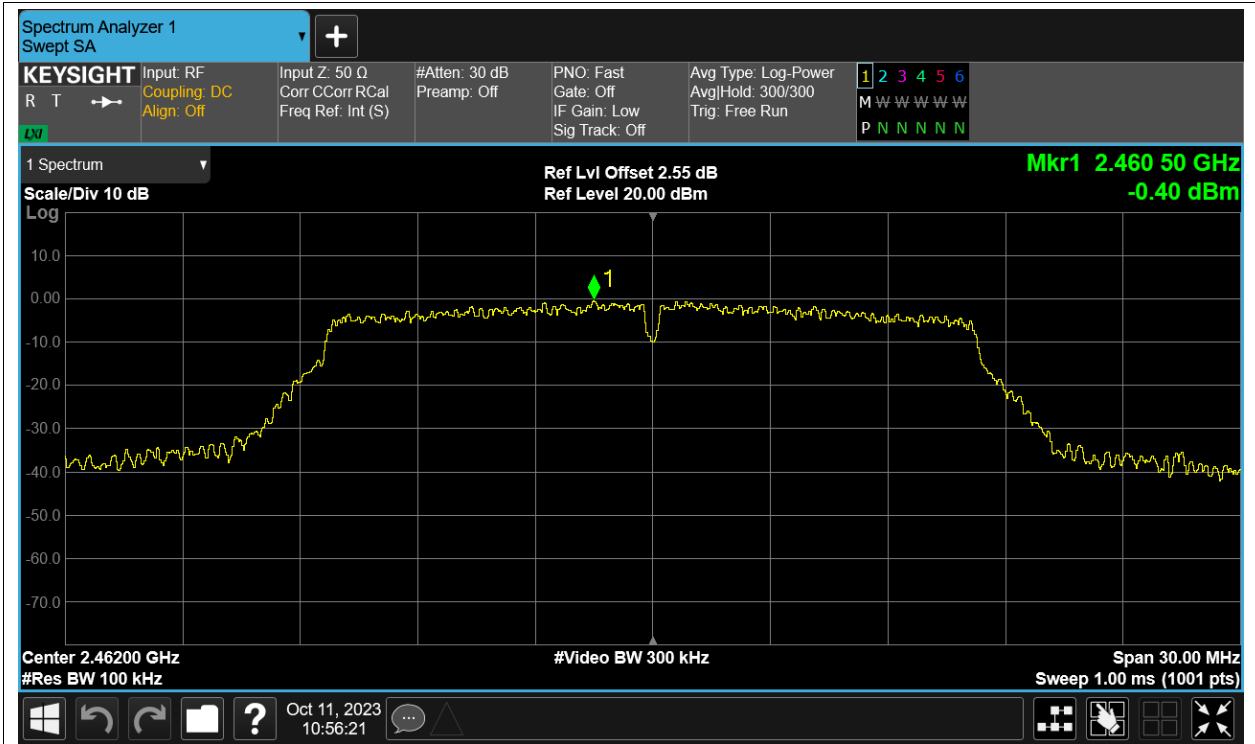 Spectrum Analyzer 1
Swept SA
+
KEYSIGHT
R T
LXI
Input: RF
Coupling: DC
Align: Off
Input Z: 50 Ω
Corr CCorr RCal
Freq Ref: Int (S)
#Atten: 30 dB
Preamp: Off
PNO: Fast
Gate: Off
IF Gain: Low
Sig Track: Off
Avg Type: Log-Power
Avg|Hold: 300/300
Trig: Free Run
1 2 3 4 5 6
M W W W W W
P N N N N N
1 Spectrum
Scale/Div 10 dB
Log
Ref Lvl Offset 2.55 dB
Ref Level 20.00 dBm
Mkr1 2.460 50 GHz
-0.40 dBm
1
10.0
0.00
-10.0
-20.0
-30.0
-40.0
-50.0
-60.0
-70.0
Center 2.46200 GHz
#Video BW 300 kHz
Span 30.00 MHz
#Res BW 100 kHz
Sweep 1.00 ms (1001 pts)
?
Oct 11, 2023
10:56:21